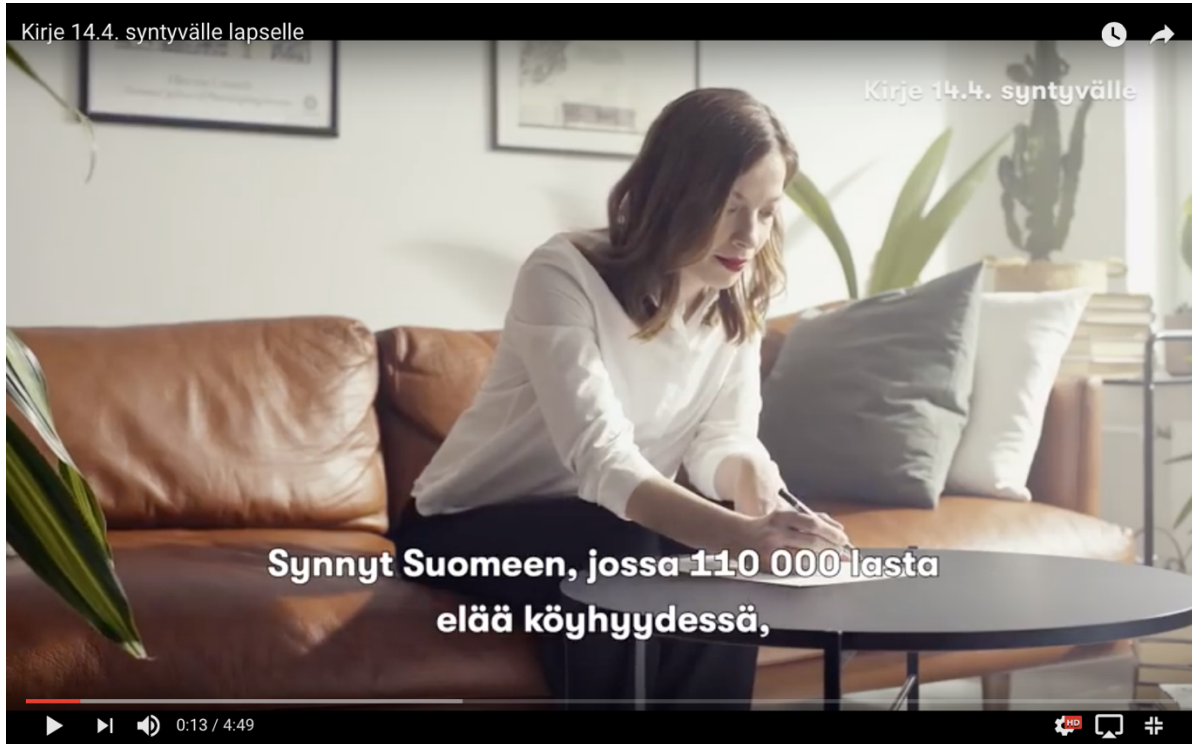 Kirje 14.4. syntyvälle lapselle
Kirje 14.4. syntyvälle
Synnyt Suomeen, jossa 110 000 lasta
elää köyhyydessä,
0:13 / 4:49
HD